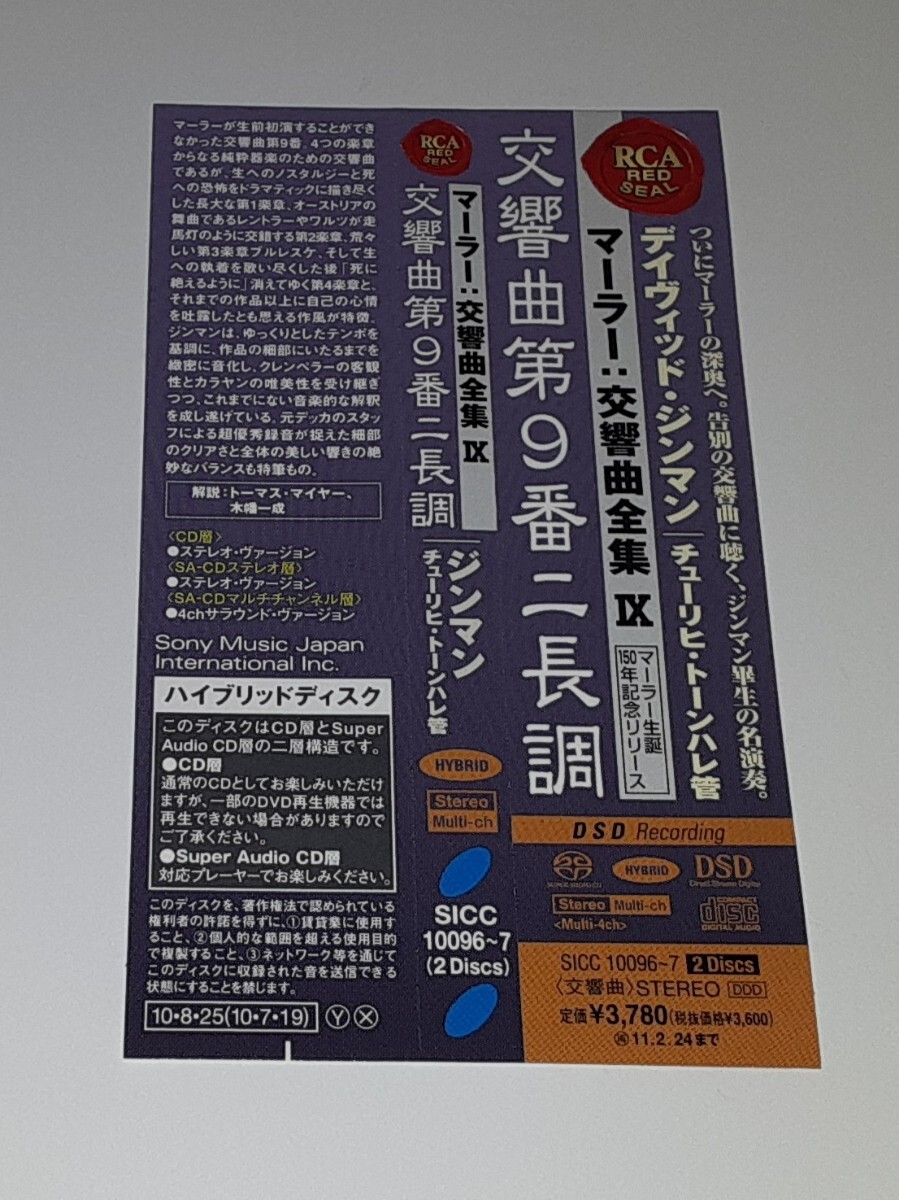 RCA
RED
SEAL
ついにマーラーの深奥へ。告別の交響曲に聴く、ジンマン畢生の名演奏。
デイヴィッド・ジンマン│チューリヒ・トーンハレ管
マーラー:交響曲全集 Ⅸ
マーラー生誕
150年記念リリース
交響曲第9番ニ長調
DSD Recording
SUPER AUDIO CD
HYBRID
DSD
Direct Stream Digital
Stereo Multi-ch
<Multi-4ch>
COMPACT
disc
DIGITAL AUDIO
SICC 10096~7 2 Discs
〈交響曲〉STEREO DDD
定価¥3,780(税抜価格¥3,600)
11.2.24まで
RCA
RED
SEAL
マーラー:交響曲全集 Ⅸ
交響曲第9番ニ長調
ジンマン
チューリヒ・トーンハレ管
HYBRID
Stereo
Multi-ch
SICC
10096~7
(2 Discs)
マーラーが生前初演することができ
なかった交響曲第9番。4つの楽章
からなる純粋器楽のための交響曲
であるが、生へのノスタルジーと死
への恐怖をドラマティックに描き尽く
した長大な第1楽章、オーストリアの
舞曲であるレントラーやワルツが走
馬灯のように交錯する第2楽章、荒々
しい第3楽章ブルレスケ、そして生
への執着を歌い尽くした後「死に
絶えるように」消えてゆく第4楽章と、
それまでの作品以上に自己の心情
を吐露したとも思える作風が特徴。
ジンマンは、ゆっくりとしたテンポを
基調に、作品の細部にいたるまでを
緻密に音化し、クレンペラーの客観
性とカラヤンの唯美性を受け継ぎ
つつ、これまでにない音楽的な解釈
を成し遂げている。元デッカのスタッ
フによる超優秀録音が捉えた細部
のクリアさと全体の美しい響きの絶
妙なバランスも特筆もの。
解説:トーマス・マイヤー、
木幡一成
〈CD層〉
●ステレオ・ヴァージョン
〈SA-CDステレオ層〉
●ステレオ・ヴァージョン
〈SA-CDマルチチャンネル層〉
●4chサラウンド・ヴァージョン
Sony Music Japan
International Inc.
ハイブリッドディスク
このディスクはCD層とSuper
Audio CD層の二層構造です。
●CD層
通常のCDとしてお楽しみいただけ
ますが、一部のDVD再生機器では
再生できない場合がありますので
ご了承ください。
●Super Audio CD層
対応プレーヤーでお楽しみください。
このディスクを、著作権法で認められている
権利者の許諾を得ずに、①賃貸業に使用す
ること、②個人的な範囲を超える使用目的
で複製すること、③ネットワーク等を通じて
このディスクに収録された音を送信できる
状態にすることを禁じます。
10・8・25(10・7・19) Ⓨ Ⓧ